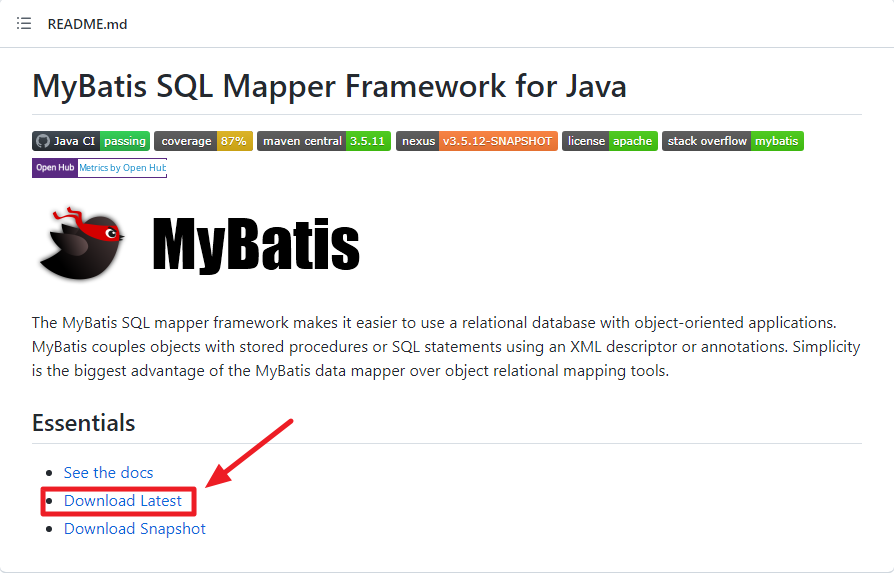 README.md
MyBatis SQL Mapper Framework for Java
Java CI passing coverage 87% maven central 3.5.11 nexus v3.5.12-SNAPSHOT license apache stack overflow mybatis
Open Hub Metrics by Open Hub
MyBatis
The MyBatis SQL mapper framework makes it easier to use a relational database with object-oriented applications.
MyBatis couples objects with stored procedures or SQL statements using an XML descriptor or annotations. Simplicity
is the biggest advantage of the MyBatis data mapper over object relational mapping tools.
Essentials
See the docs
Download Latest
Download Snapshot